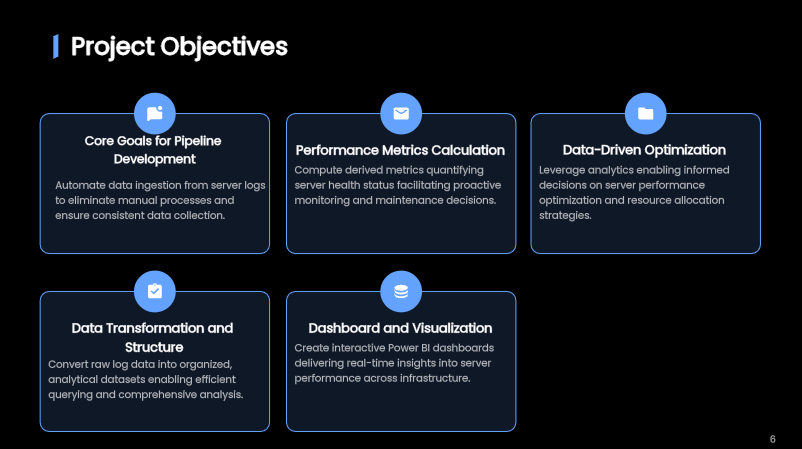 Project Objectives
Core Goals for Pipeline
Development
Automate data ingestion from server logs
to eliminate manual processes and
ensure consistent data collection.
Performance Metrics Calculation
Compute derived metrics quantifying
server health status facilitating proactive
monitoring and maintenance decisions.
Data-Driven Optimization
Leverage analytics enabling informed
decisions on server performance
optimization and resource allocation
strategies.
Data Transformation and
Structure
Convert raw log data into organized,
analytical datasets enabling efficient
querying and comprehensive analysis.
Dashboard and Visualization
Create interactive Power BI dashboards
delivering real-time insights into server
performance across infrastructure.
6